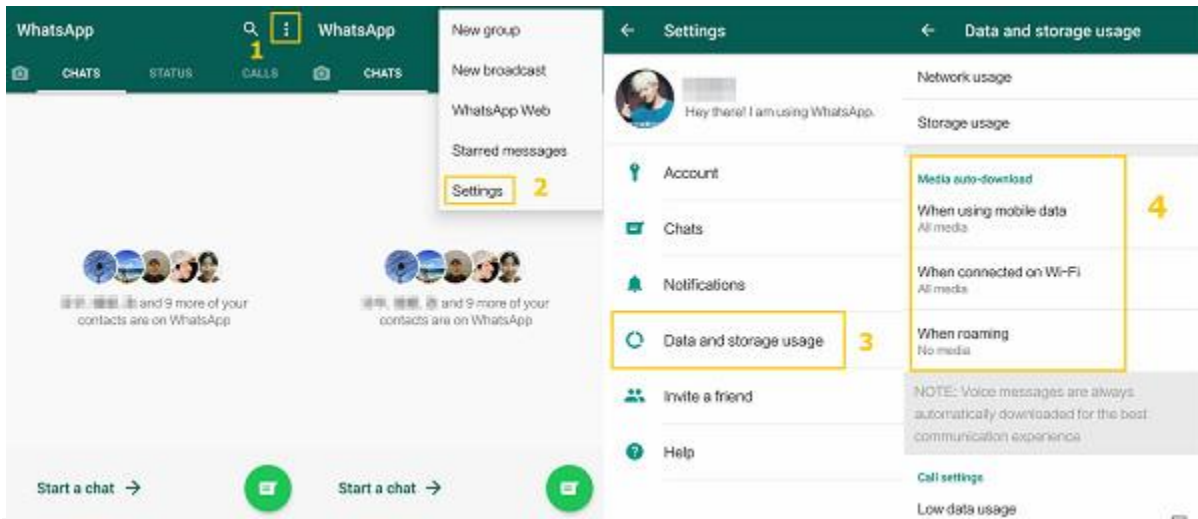 WhatsApp
1
CHATS
STATUS
CALLS
and 9 more of your
contacts are on WhatsApp
Start a chat →
WhatsApp
CHATS
New group
New broadcast
WhatsApp Web
Starred messages
Settings
2
and 9 more of your
contacts are on WhatsApp
Start a chat →
← Settings
Hey there! I am using WhatsApp.
Account
Chats
Notifications
Data and storage usage
3
Invite a friend
Help
← Data and storage usage
Network usage
Storage usage
Media auto-download
When using mobile data
All media
4
When connected on Wi-Fi
All media
When roaming
No media
NOTE: Voice messages are always
automatically downloaded for the best
communication experience
Call settings
Low data usage